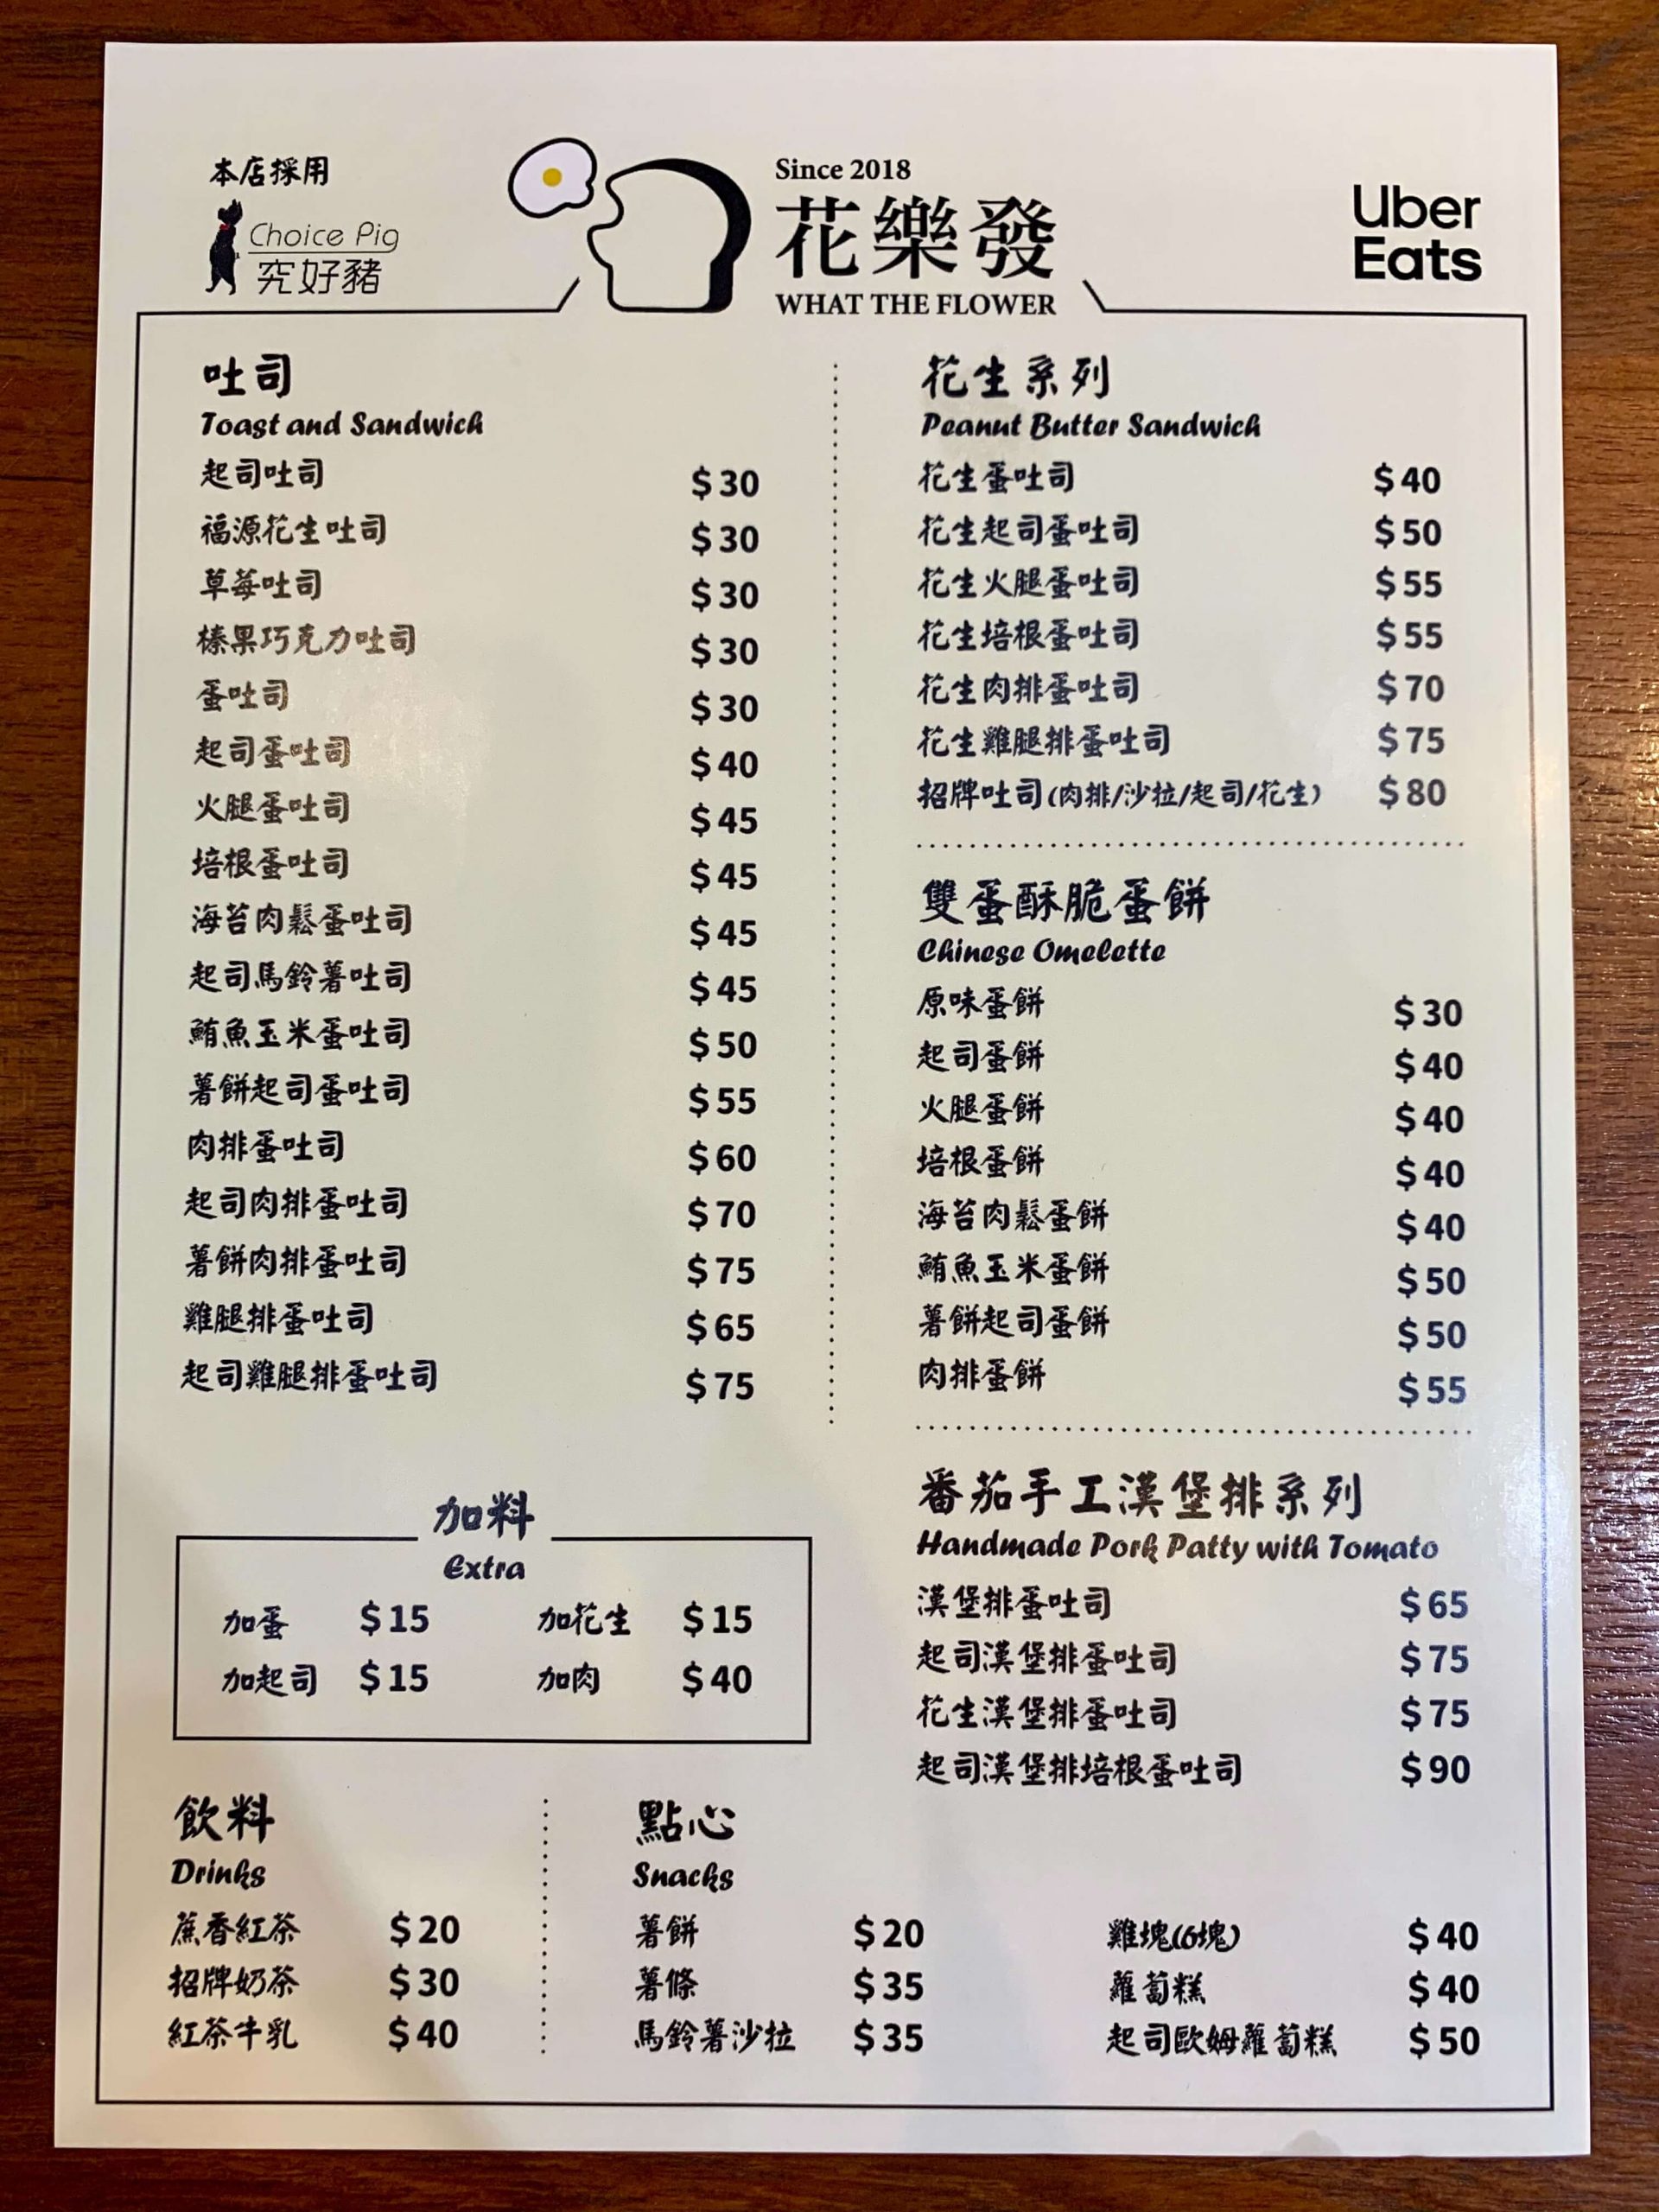 本店採用
Choice Pig
究好豬
Since 2018
花樂發
WHAT THE FLOWER
Uber
Eats
吐司
Toast and Sandwich
起司吐司 $30
福源花生吐司 $30
草莓吐司 $30
榛果巧克力吐司 $30
蛋吐司 $30
起司蛋吐司 $40
火腿蛋吐司 $45
培根蛋吐司 $45
海苔肉鬆蛋吐司 $45
起司馬鈴薯吐司 $45
鮪魚玉米蛋吐司 $50
薯餅起司蛋吐司 $55
肉排蛋吐司 $60
起司肉排蛋吐司 $70
薯餅肉排蛋吐司 $75
雞腿排蛋吐司 $65
起司雞腿排蛋吐司 $75
花生系列
Peanut Butter Sandwich
花生蛋吐司 $40
花生起司蛋吐司 $50
花生火腿蛋吐司 $55
花生培根蛋吐司 $55
花生肉排蛋吐司 $70
花生雞腿排蛋吐司 $75
招牌吐司(肉排/沙拉/起司/花生) $80
雙蛋酥脆蛋餅
Chinese Omelette
原味蛋餅 $30
起司蛋餅 $40
火腿蛋餅 $40
培根蛋餅 $40
海苔肉鬆蛋餅 $40
鮪魚玉米蛋餅 $50
薯餅起司蛋餅 $50
肉排蛋餅 $55
番茄手工漢堡排系列
Handmade Pork Patty with Tomato
漢堡排蛋吐司 $65
起司漢堡排蛋吐司 $75
花生漢堡排蛋吐司 $75
起司漢堡排培根蛋吐司 $90
加料
Extra
加蛋 $15 加花生 $15
加起司 $15 加肉 $40
飲料
Drinks
蔗香紅茶 $20
招牌奶茶 $30
紅茶牛乳 $40
點心
Snacks
薯餅 $20
薯條 $35
馬鈴薯沙拉 $35
雞塊(6塊) $40
蘿蔔糕 $40
起司歐姆蘿蔔糕 $50